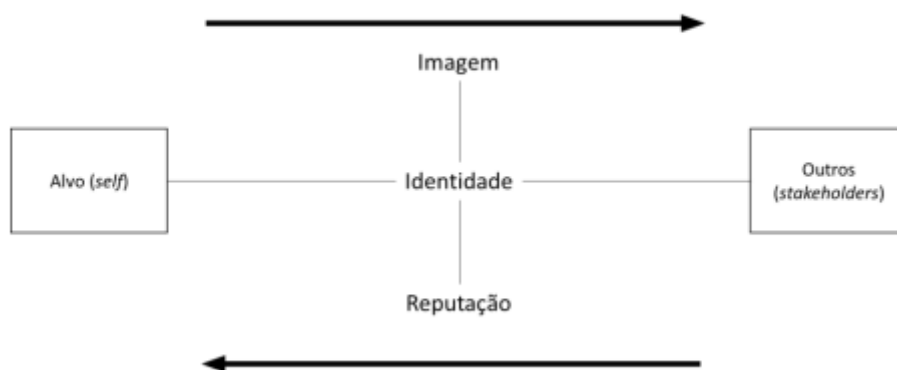 Imagem
Alvo (self)
Identidade
Outros
(stakeholders)
Reputação